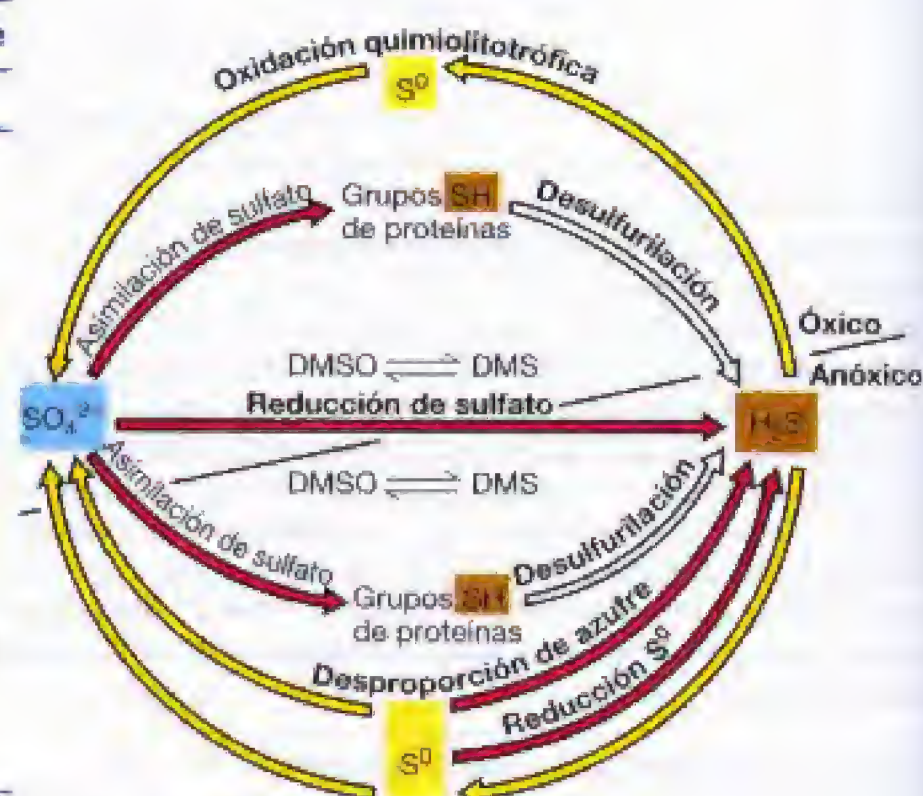 Oxidación quimiolitotrófica
S⁰
Asimilación de sulfato
Grupos SH
de proteínas
Desulfurilación
Óxico
Anóxico
DMSO ⇌ DMS
Reducción de sulfato
SO₄²⁻
H₂S
DMSO ⇌ DMS
Asimilación de sulfato
Grupos SH
de proteínas
Desulfurilación
Desproporción de azufre
Reducción S⁰
S⁰